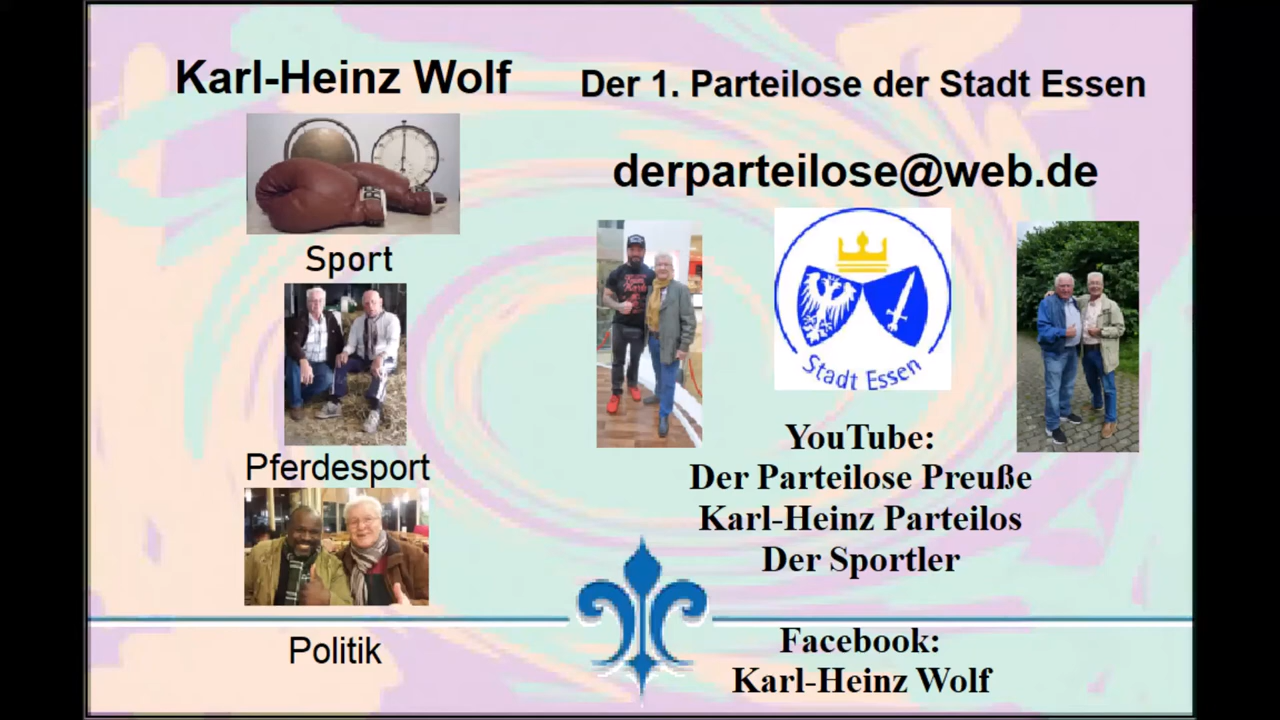 Karl-Heinz Wolf
Der 1. Parteilose der Stadt Essen
derparteilose@web.de
Sport
Pferdesport
Politik
Stadt Essen
YouTube:
Der Parteilose Preuße
Karl-Heinz Parteilos
Der Sportler
Facebook:
Karl-Heinz Wolf